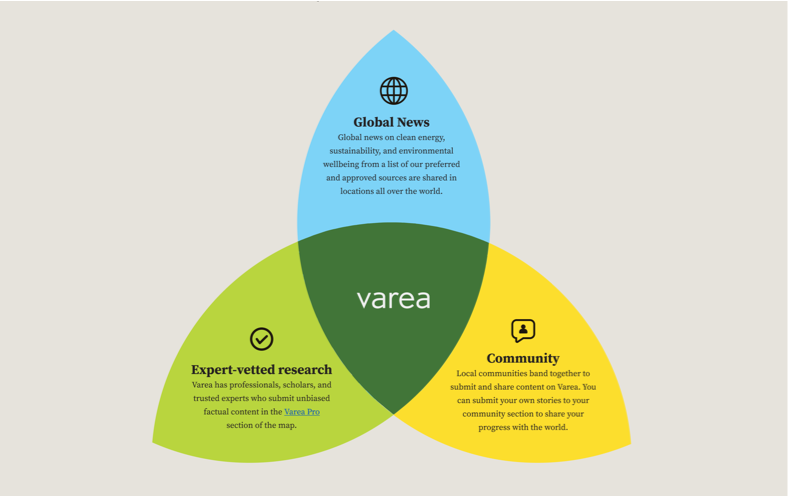 Global News
Global news on clean energy,
sustainability, and environmental
wellbeing from a list of our preferred
and approved sources are shared in
locations all over the world.
varea
Expert-vetted research
Varea has professionals, scholars, and
trusted experts who submit unbiased
factual content in the Varea Pro
section of the map.
Community
Local communities band together to
submit and share content on Varea. You
can submit your own stories to your
community section to share your
progress with the world.